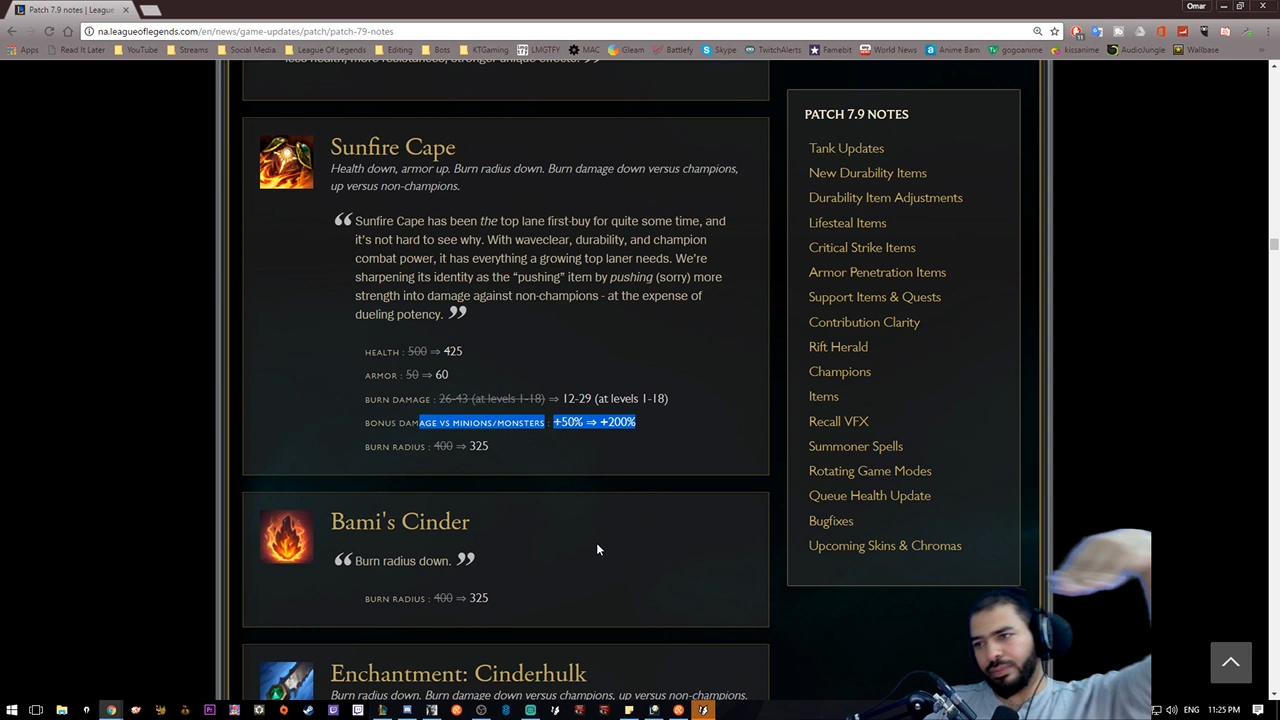 Patch 7.9 notes | League
Omar
na.leagueoflegends.com/en/news/game-updates/patch/patch-79-notes
Apps Read It Later YouTube Streams Social Media League Of Legends Editing Bots KTGaming LMGTFY MAC Gleam Battlefy Skype TwitchAlerts Famebit World News Anime Bam gogoanime kissanime AudioJungle Wallbase
less health, more resistances, stronger unique effects.
Sunfire Cape
Health down, armor up. Burn radius down. Burn damage down versus champions,
up versus non-champions.
Sunfire Cape has been the top lane first-buy for quite some time, and
it's not hard to see why. With waveclear, durability, and champion
combat power, it has everything a growing top laner needs. We're
sharpening its identity as the “pushing” item by pushing (sorry) more
strength into damage against non-champions - at the expense of
dueling potency.
HEALTH : 500 ⇒ 425
ARMOR : 50 ⇒ 60
BURN DAMAGE : 26-43 (at levels 1-18) ⇒ 12-29 (at levels 1-18)
BONUS DAMAGE VS MINIONS/MONSTERS : +50% ⇒ +200%
BURN RADIUS : 400 ⇒ 325
Bami's Cinder
Burn radius down.
BURN RADIUS : 400 ⇒ 325
Enchantment: Cinderhulk
Burn radius down. Burn damage down versus champions, up versus non-champions.
PATCH 7.9 NOTES
Tank Updates
New Durability Items
Durability Item Adjustments
Lifesteal Items
Critical Strike Items
Armor Penetration Items
Support Items & Quests
Contribution Clarity
Rift Herald
Champions
Items
Recall VFX
Summoner Spells
Rotating Game Modes
Queue Health Update
Bugfixes
Upcoming Skins & Chromas
ENG 11:25 PM